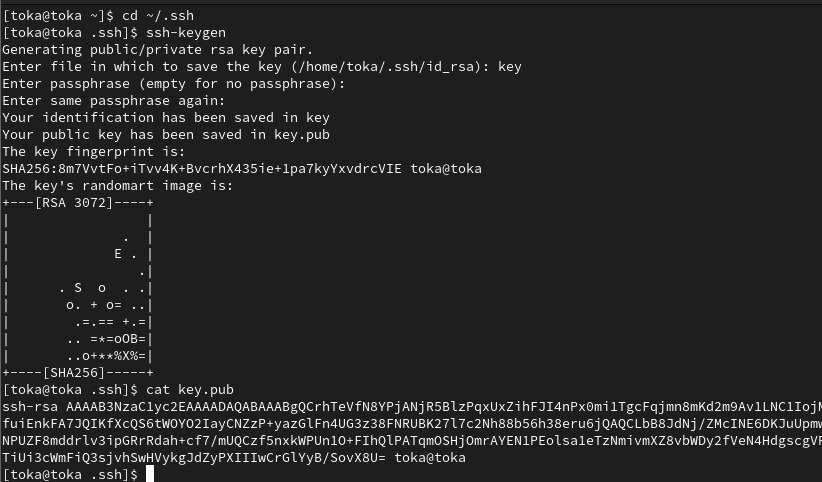 [toka@toka ~]$ cd ~/.ssh
[toka@toka .ssh]$ ssh-keygen
Generating public/private rsa key pair.
Enter file in which to save the key (/home/toka/.ssh/id_rsa): key
Enter passphrase (empty for no passphrase):
Enter same passphrase again:
Your identification has been saved in key
Your public key has been saved in key.pub
The key fingerprint is:
SHA256:8m7VvtFo+iTvv4K+BvcrhX435ie+1pa7kyYxvdrcVIE toka@toka
The key's randomart image is:
+---[RSA 3072]----+
|                 |
|              .  |
|             E . |
|                .|
|      . S  o  . .|
|       o. + o= ..|
|        .=.== +.=|
|       .. =*=oOB=|
|       ..o+**%X%=|
+----[SHA256]-----+
[toka@toka .ssh]$ cat key.pub
ssh-rsa AAAAB3NzaC1yc2EAAAADAQABAAABgQCrhTeVfN8YPjANjR5BlzPqxUxZihFJI4nPx0mi1TgcFqjmn8mKd2m9Av1LNC1IojM
fuiEnkFA7JQIKfXcQS6tWOYO2IayCNZzP+yazGlFn4UG3z38FNRUBK27l7c2Nh88b56h38eru6jQAQCLbB8JdNj/ZMcINE6DKJuUpmw
NPUZF8mddrlv3ipGRrRdah+cf7/mUQCzf5nxkWPUn1O+FIhQlPATqmOSHjOmrAYEN1PEolsa1eTzNmivmXZ8vbWDy2fVeN4HdgscgVF
TiUi3cWmFiQ3sjvhSwHVykgJdZyPXIIIwCrGlYyB/SovX8U= toka@toka
[toka@toka .ssh]$